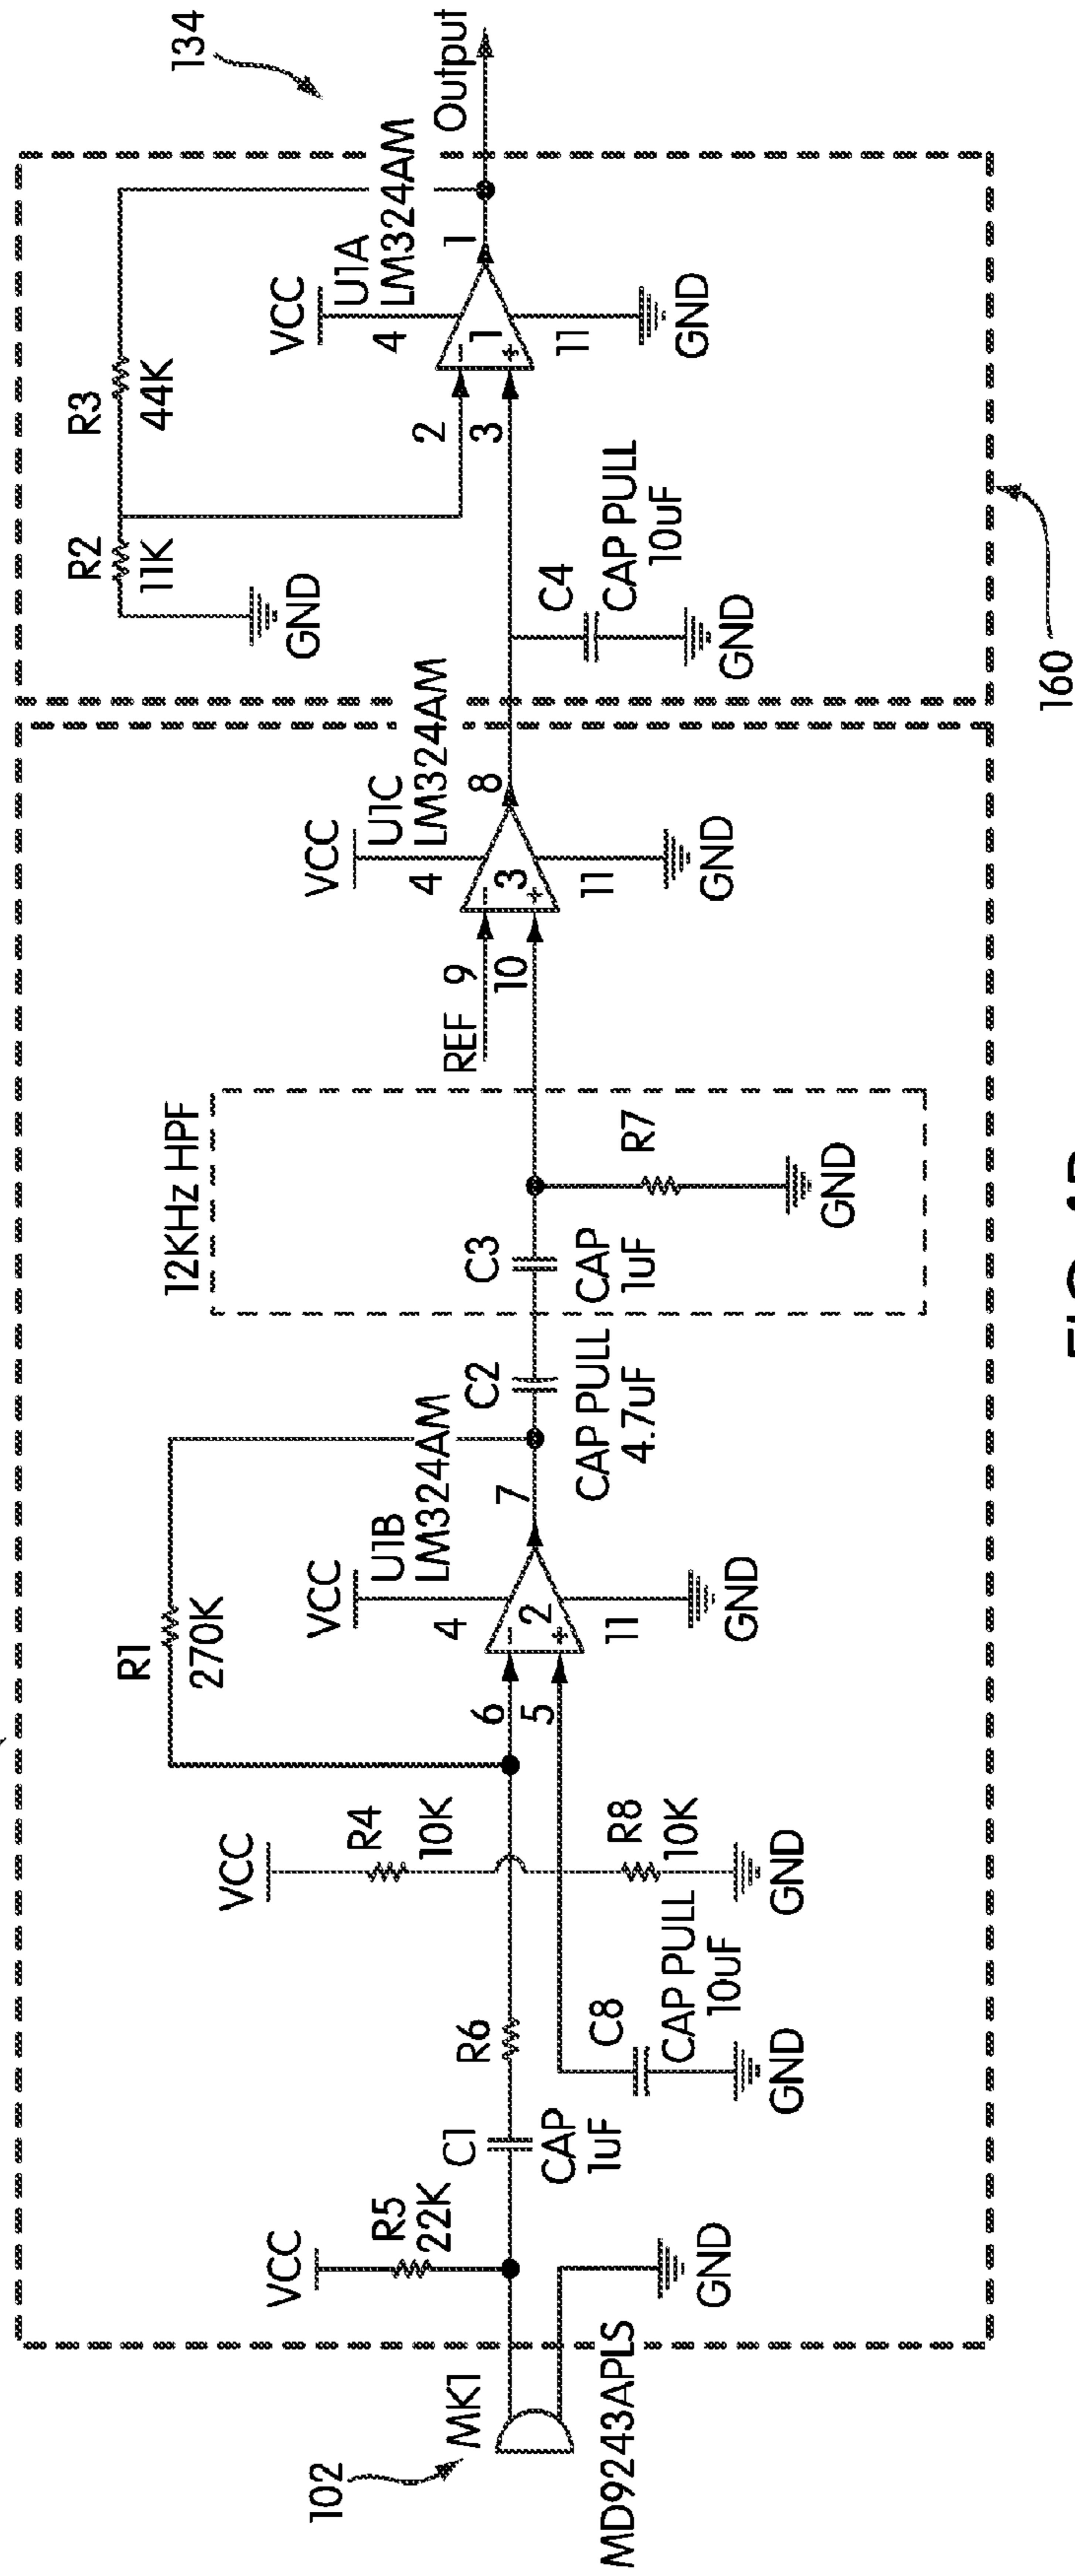 134
Output
R3
44K
R2
11K
GND
VCC
U1A
LM324AM
4
1
2
3
1
11
GND
C4
CAP PULL
10uF
GND
160
VCC
U1C
LM324AM
4
8
REF 9
10
3
11
GND
12KHz HPF
C3
CAP
1uF
R7
GND
C2
CAP PULL
4.7uF
R1
270K
VCC
U1B
LM324AM
4
7
6
5
2
11
GND
VCC
R4
10K
R8
10K
GND
R6
C8
CAP PULL
10uF
GND
C1
CAP
1uF
VCC
R5
22K
GND
MK1
102
MD9243APLS